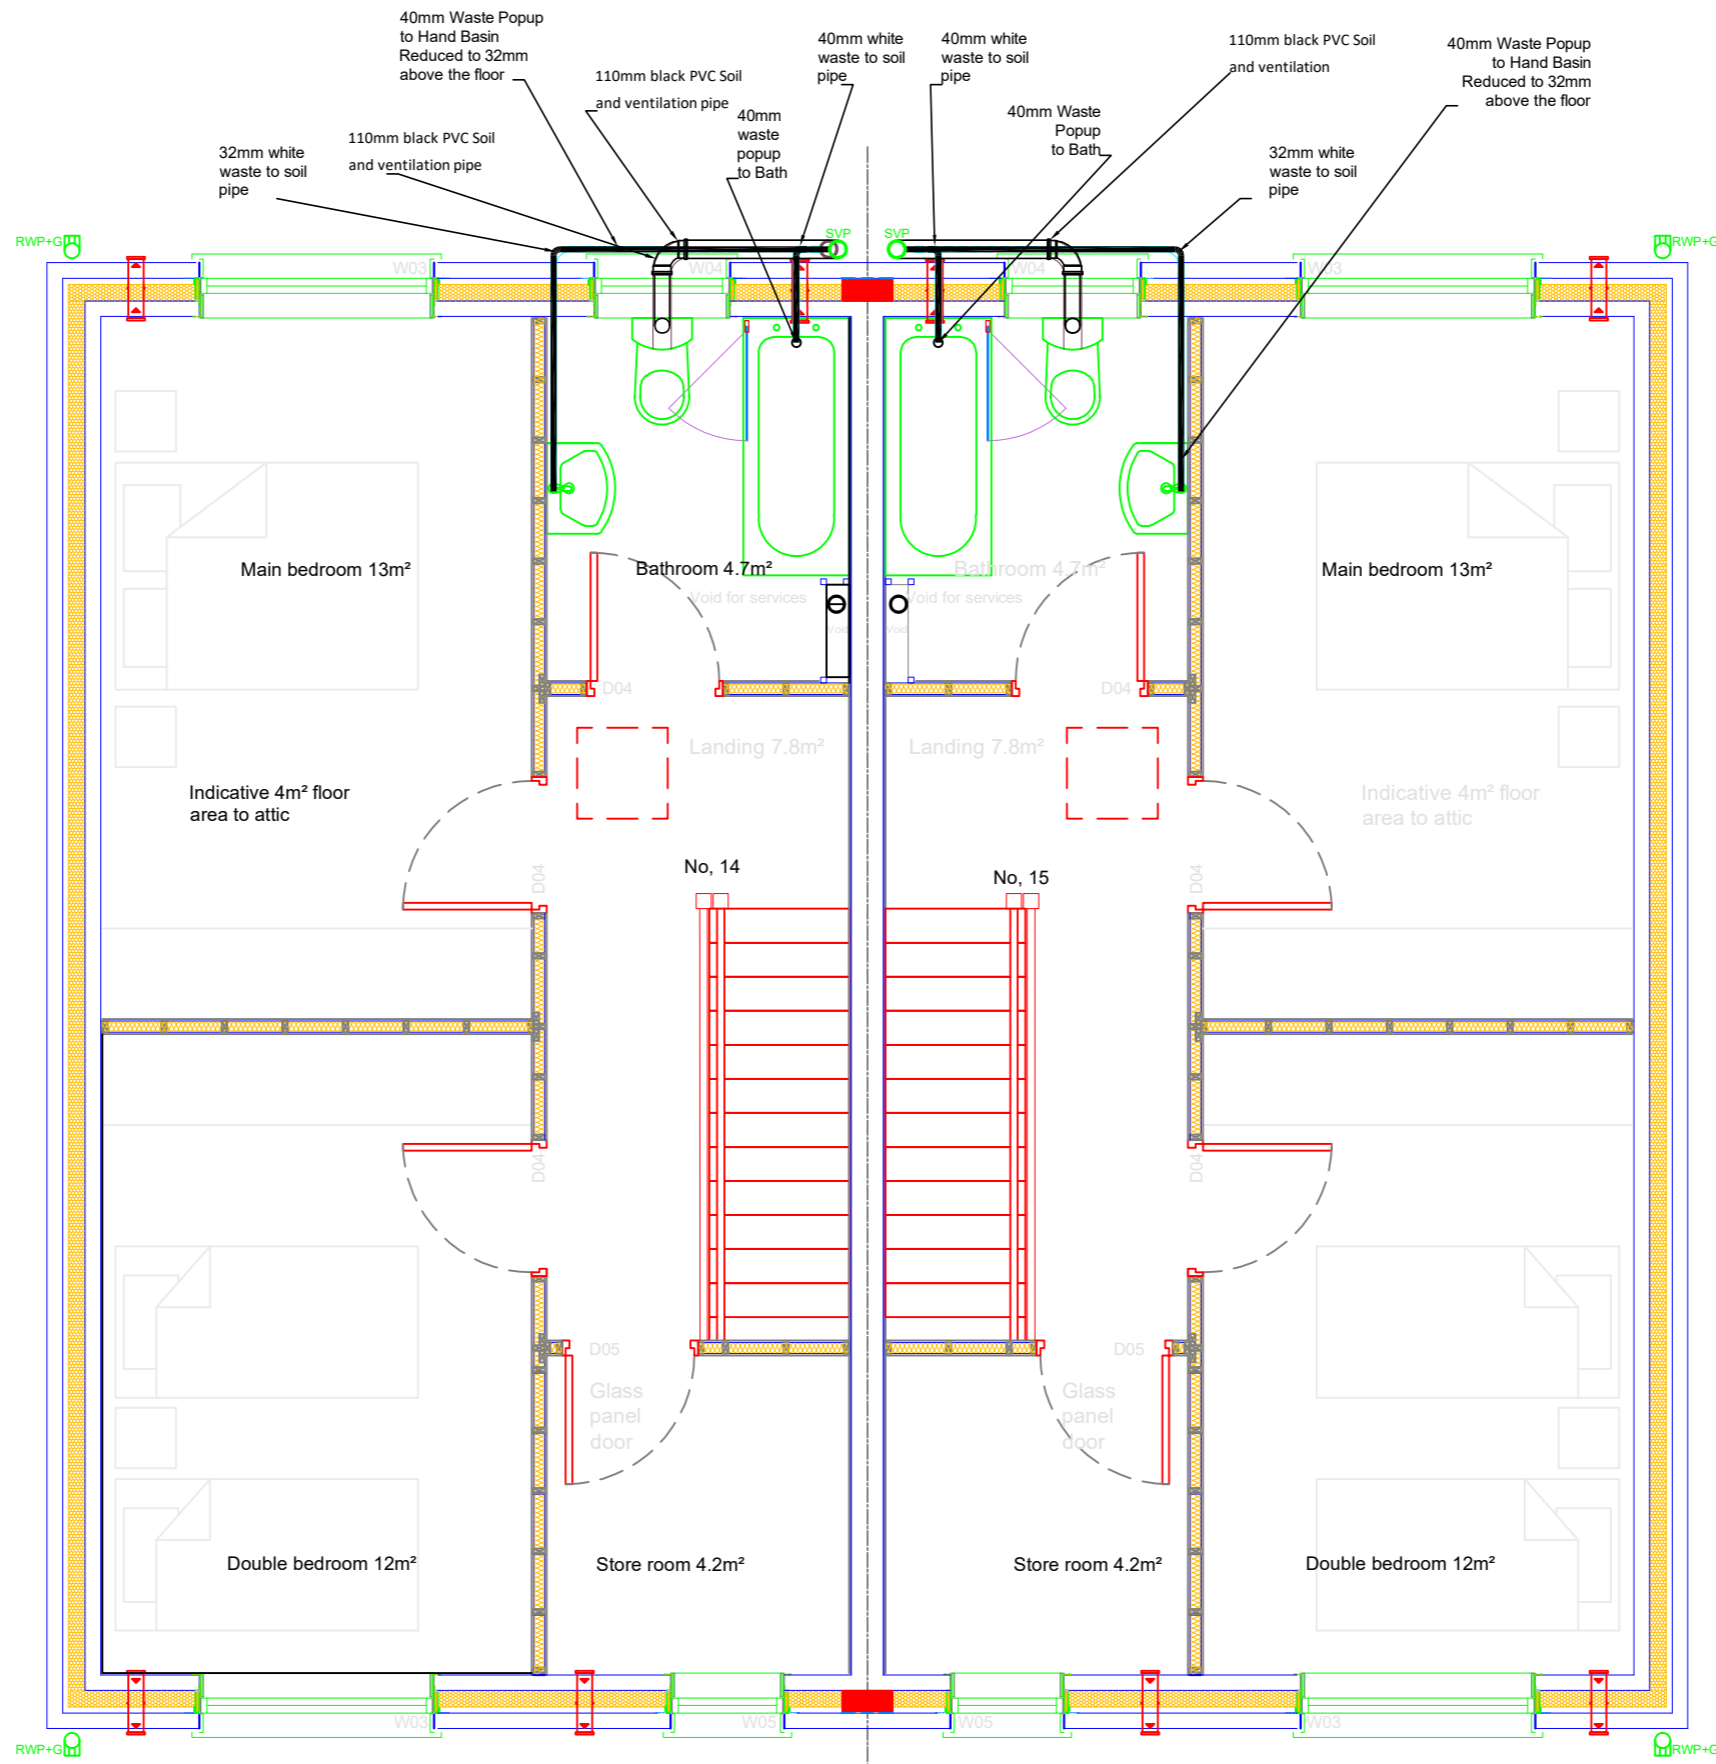 40mm Waste Popup
to Hand Basin
Reduced to 32mm
above the floor
110mm black PVC Soil
and ventilation pipe
40mm white
waste to soil
pipe
40mm white
waste to soil
pipe
110mm black PVC Soil
and ventilation
40mm Waste Popup
to Hand Basin
Reduced to 32mm
above the floor
32mm white
waste to soil
pipe
110mm black PVC Soil
and ventilation pipe
40mm
waste
popup
to Bath
40mm Waste
Popup
to Bath
32mm white
waste to soil
pipe
RWP+G
SVP
SVP
RWP+G
W03
W04
W04
W03
Main bedroom 13m²
Bathroom 4.7m²
Bathroom 4.7m²
Main bedroom 13m²
Void for services
Void for services
Void
Void
D04
D04
Landing 7.8m²
Landing 7.8m²
Indicative 4m² floor
area to attic
Indicative 4m² floor
area to attic
No, 14
No, 15
D04
D04
D04
D04
D05
D05
Glass
panel
door
Glass
panel
door
Double bedroom 12m²
Store room 4.2m²
Store room 4.2m²
Double bedroom 12m²
W03
W05
W05
W03
RWP+G
RWP+G